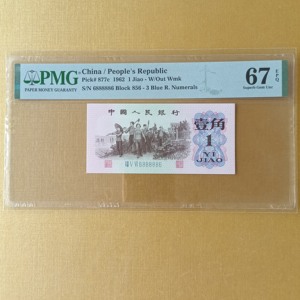 PMG
PAPER MONEY GUARANTY
China / People's Republic
Pick# 877c 1962 1 Jiao - W/Out Wmk
S/N 6888886 Block 856 - 3 Blue R. Numerals
67 EPQ
Superb Gem Unc
中国人民银行
壹角
1
YI JIAO